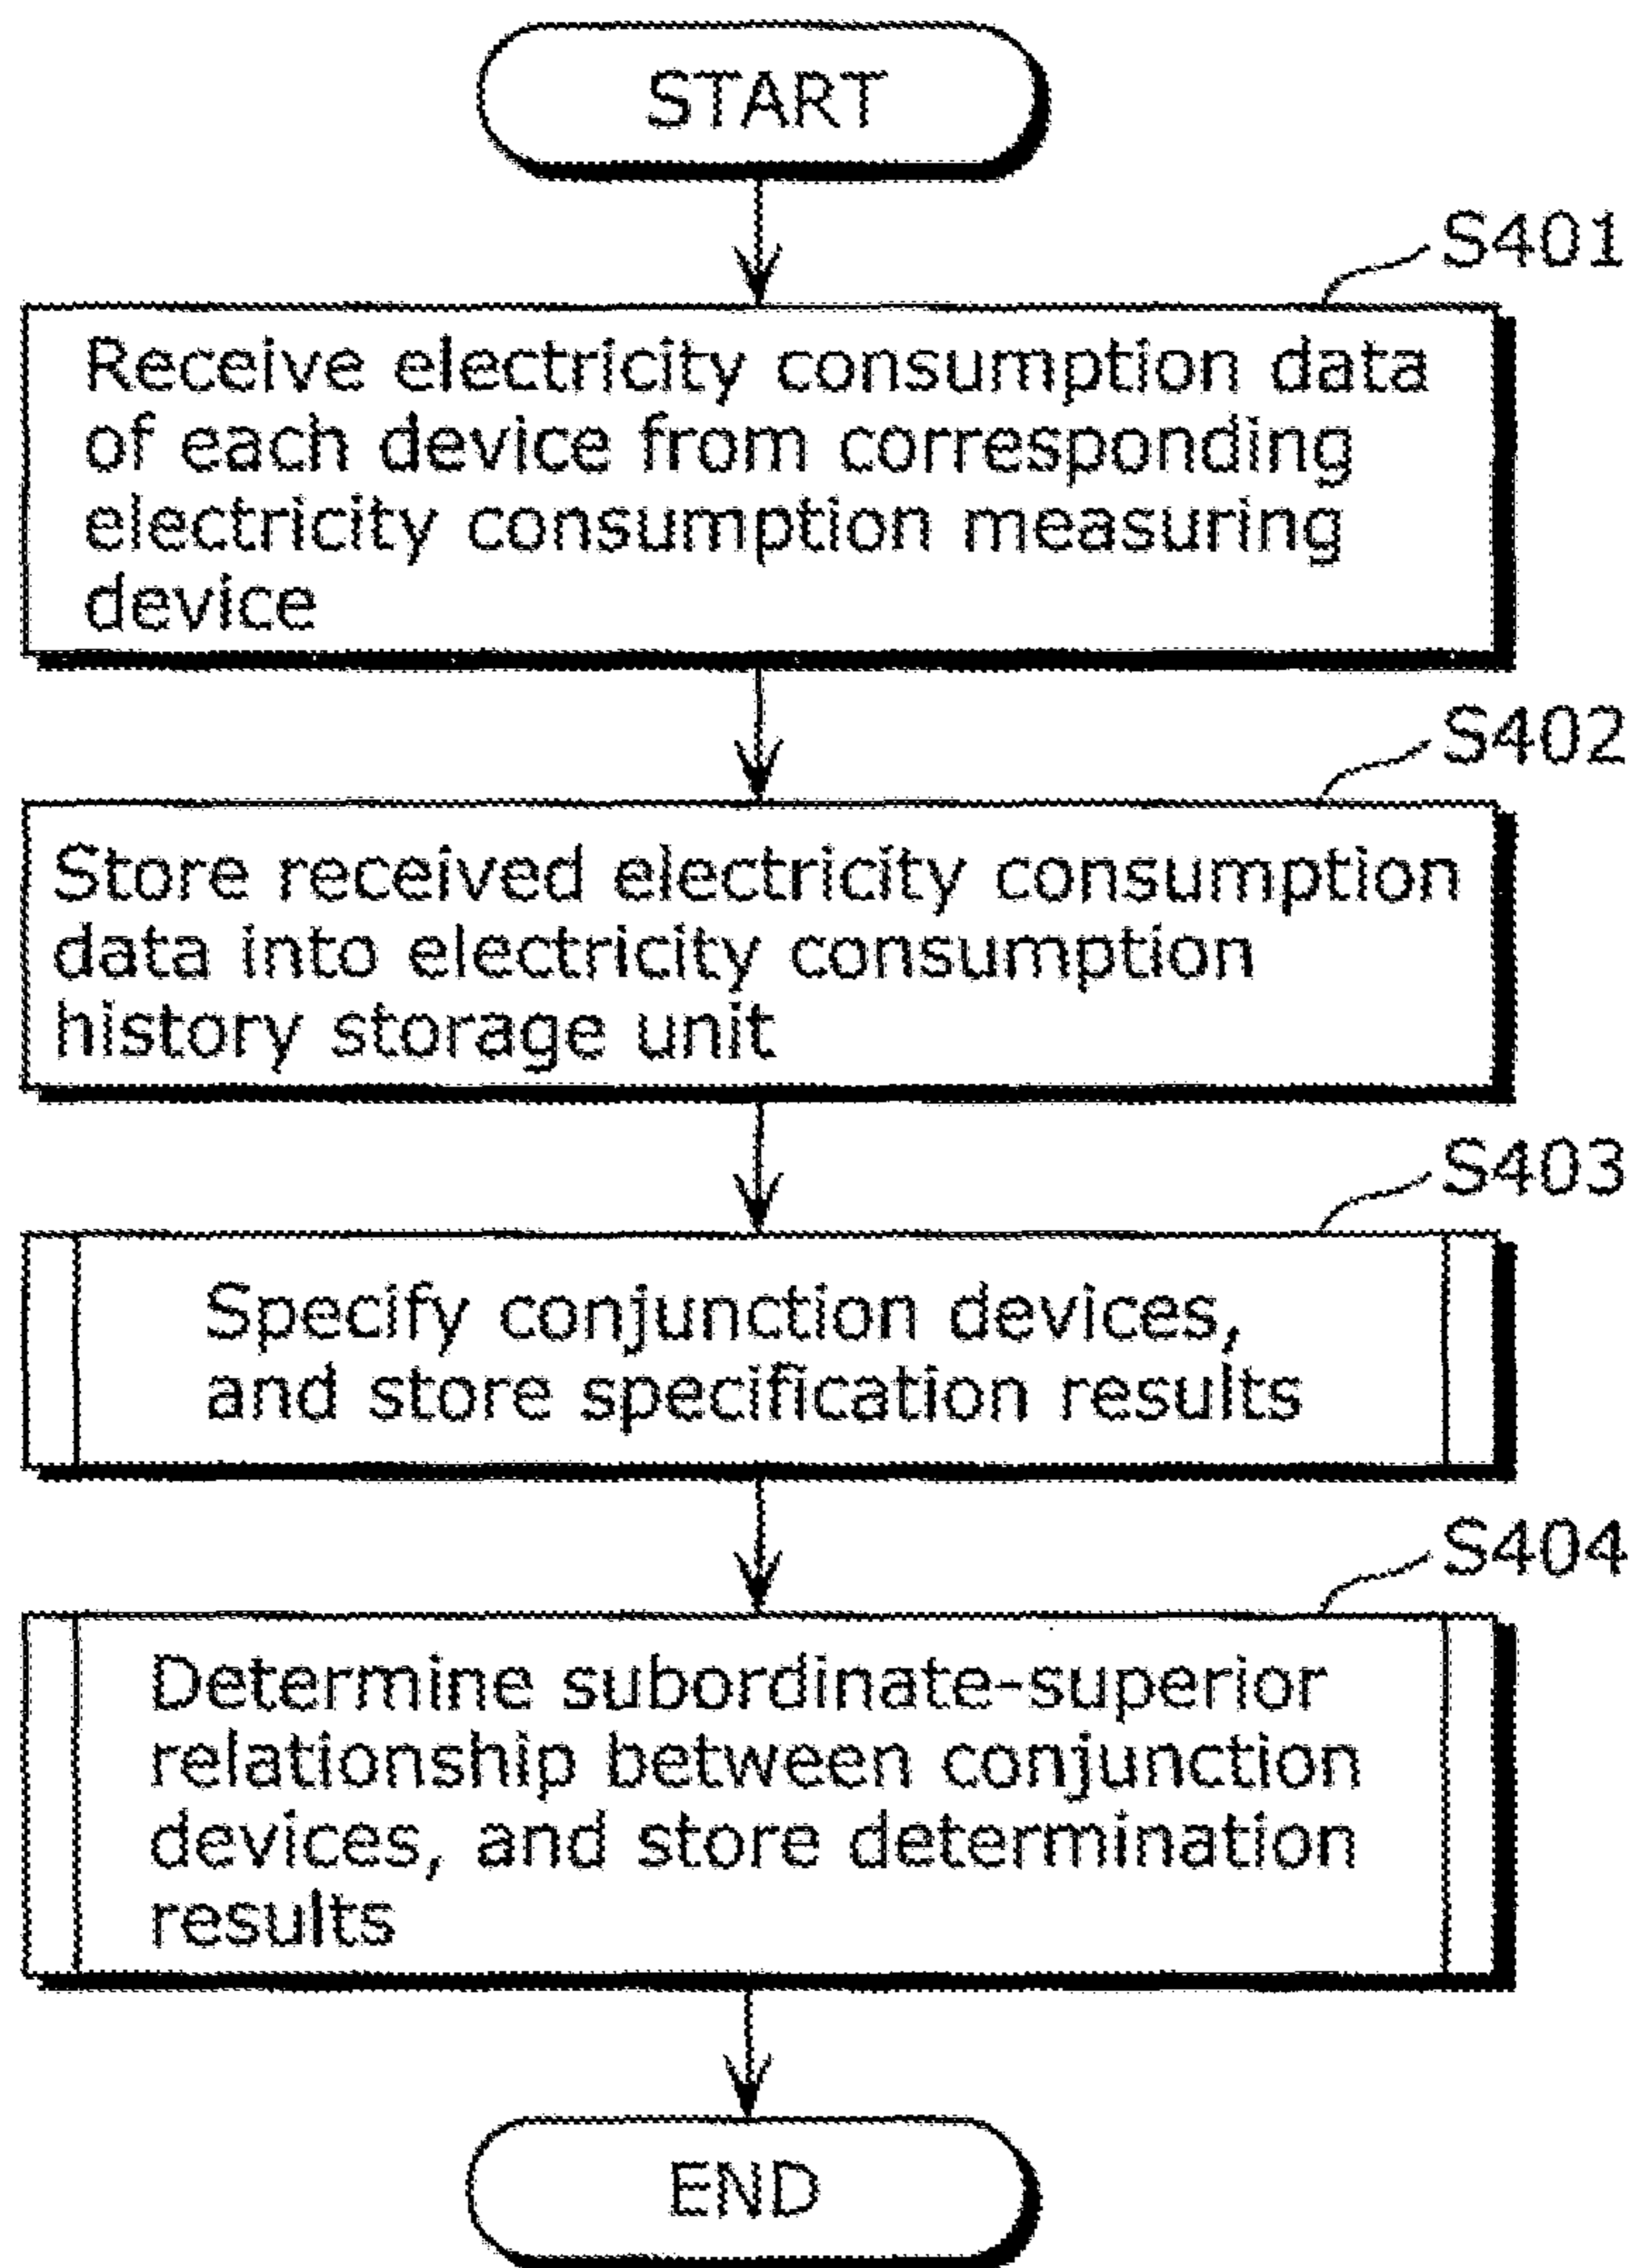 START
S401
Receive electricity consumption data
of each device from corresponding
electricity consumption measuring
device
S402
Store received electricity consumption
data into electricity consumption
history storage unit
S403
Specify conjunction devices,
and store specification results
S404
Determine subordinate-superior
relationship between conjunction
devices, and store determination
results
END